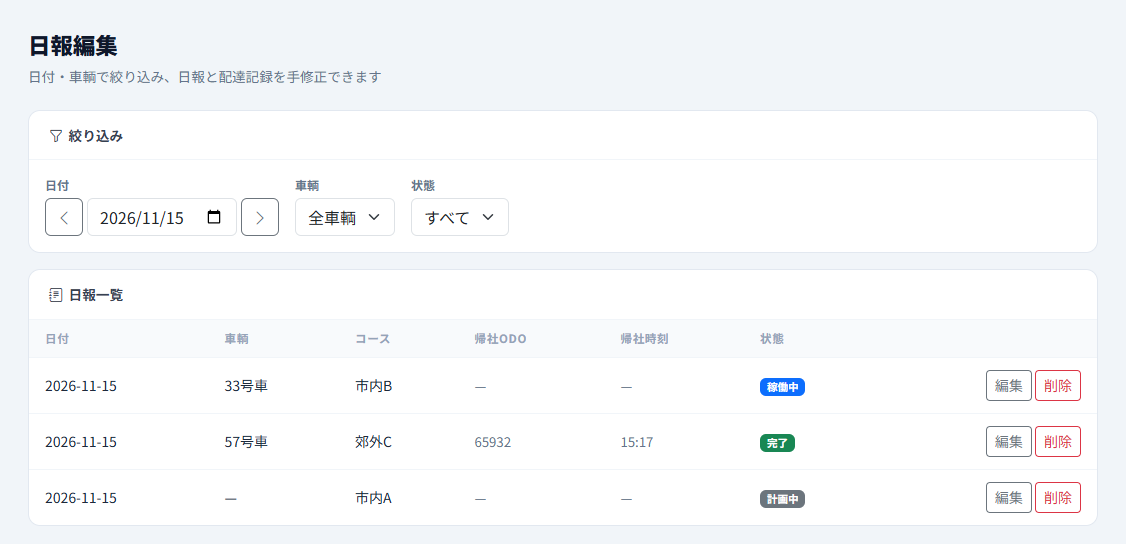 日報編集
日付・車輌で絞り込み、日報と配達記録を手修正できます
絞り込み
日付 車輌 状態
2026/11/15 全車輌 すべて
日報一覧
日付 車輌 コース 帰社ODO 帰社時刻 状態
2026-11-15 33号車 市内B — — 稼働中 編集 削除
2026-11-15 57号車 郊外C 65932 15:17 完了 編集 削除
2026-11-15 — 市内A — — 計画中 編集 削除